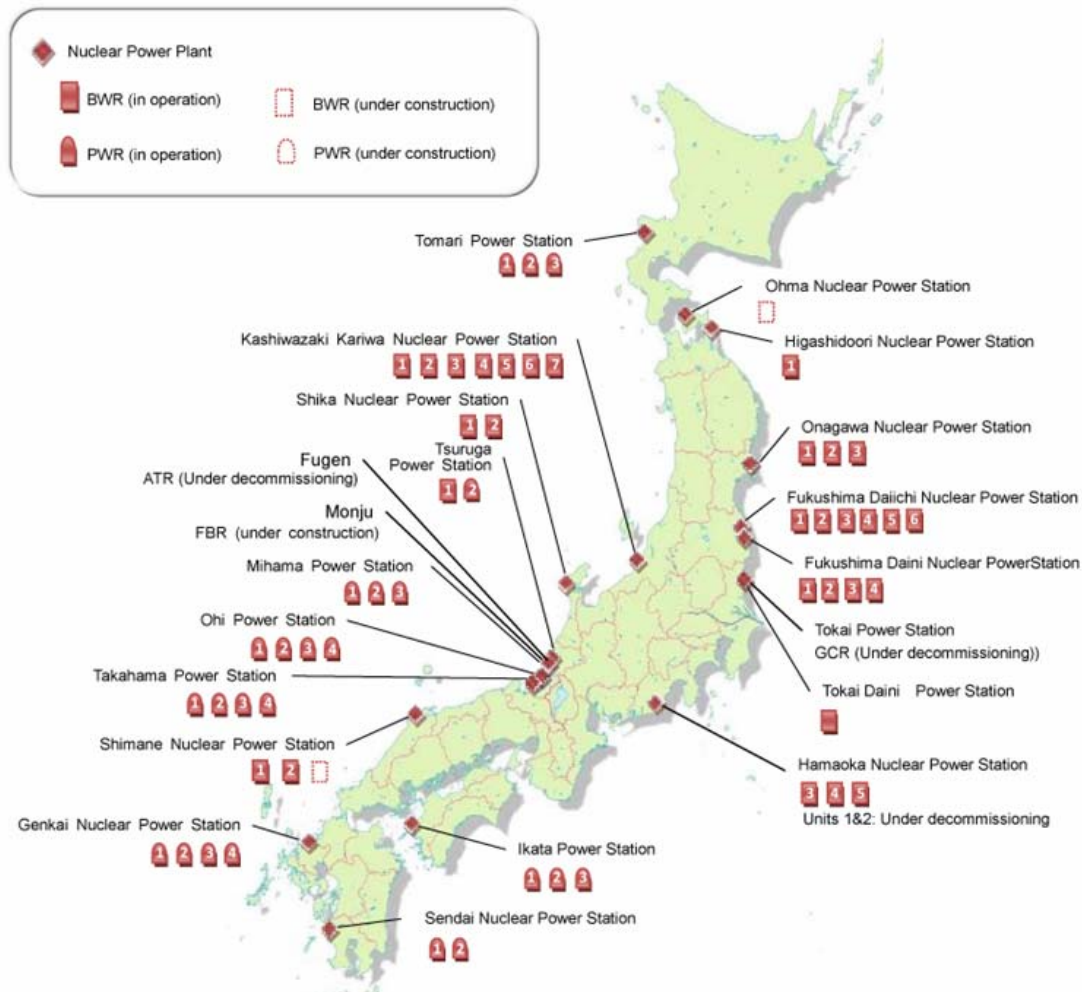 Nuclear Power Plant
BWR (in operation)
BWR (under construction)
PWR (in operation)
PWR (under construction)
Tomari Power Station
1 2 3
Ohma Nuclear Power Station
Higashidoori Nuclear Power Station
1
Kashiwazaki Kariwa Nuclear Power Station
1 2 3 4 5 6 7
Shika Nuclear Power Station
1 2
Tsuruga
Power Station
1 2
Fugen
ATR (Under decommissioning)
Monju
FBR (under construction)
Mihama Power Station
1 2 3
Ohi Power Station
1 2 3 4
Takahama Power Station
1 2 3 4
Shimane Nuclear Power Station
1 2
Genkai Nuclear Power Station
1 2 3 4
Onagawa Nuclear Power Station
1 2 3
Fukushima Daiichi Nuclear Power Station
1 2 3 4 5 6
Fukushima Daini Nuclear PowerStation
1 2 3 4
Tokai Power Station
GCR (Under decommissioning))
Tokai Daini Power Station
Hamaoka Nuclear Power Station
3 4 5
Units 1&2: Under decommissioning
Ikata Power Station
1 2 3
Sendai Nuclear Power Station
1 2